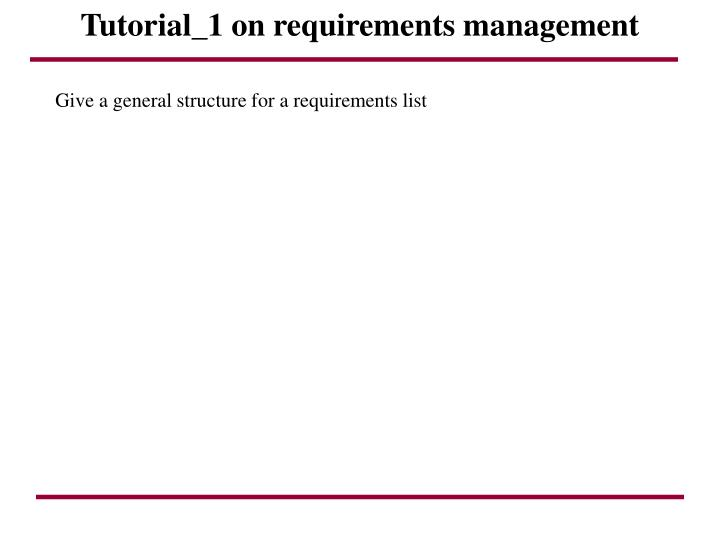 Tutorial_1 on requirements management
Give a general structure for a requirements list